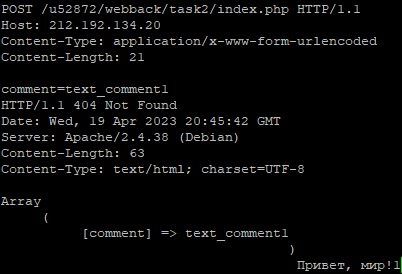 POST /u52872/webback/task2/index.php HTTP/1.1
Host: 212.192.134.20
Content-Type: application/x-www-form-urlencoded
Content-Length: 21

comment=text_comment1
HTTP/1.1 404 Not Found
Date: Wed, 19 Apr 2023 20:45:42 GMT
Server: Apache/2.4.38 (Debian)
Content-Length: 63
Content-Type: text/html; charset=UTF-8

Array
(
[comment] => text_comment1
)
Привет, мир!1